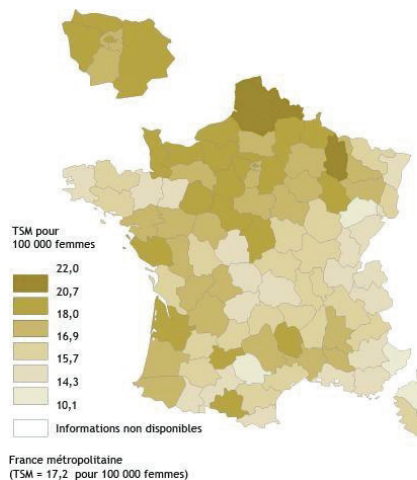 TSM pour
100 000 femmes
22,0
20,7
18,0
16,9
15,7
14,3
10,1
Informations non disponibles
France métropolitaine
(TSM = 17,2 pour 100 000 femmes)